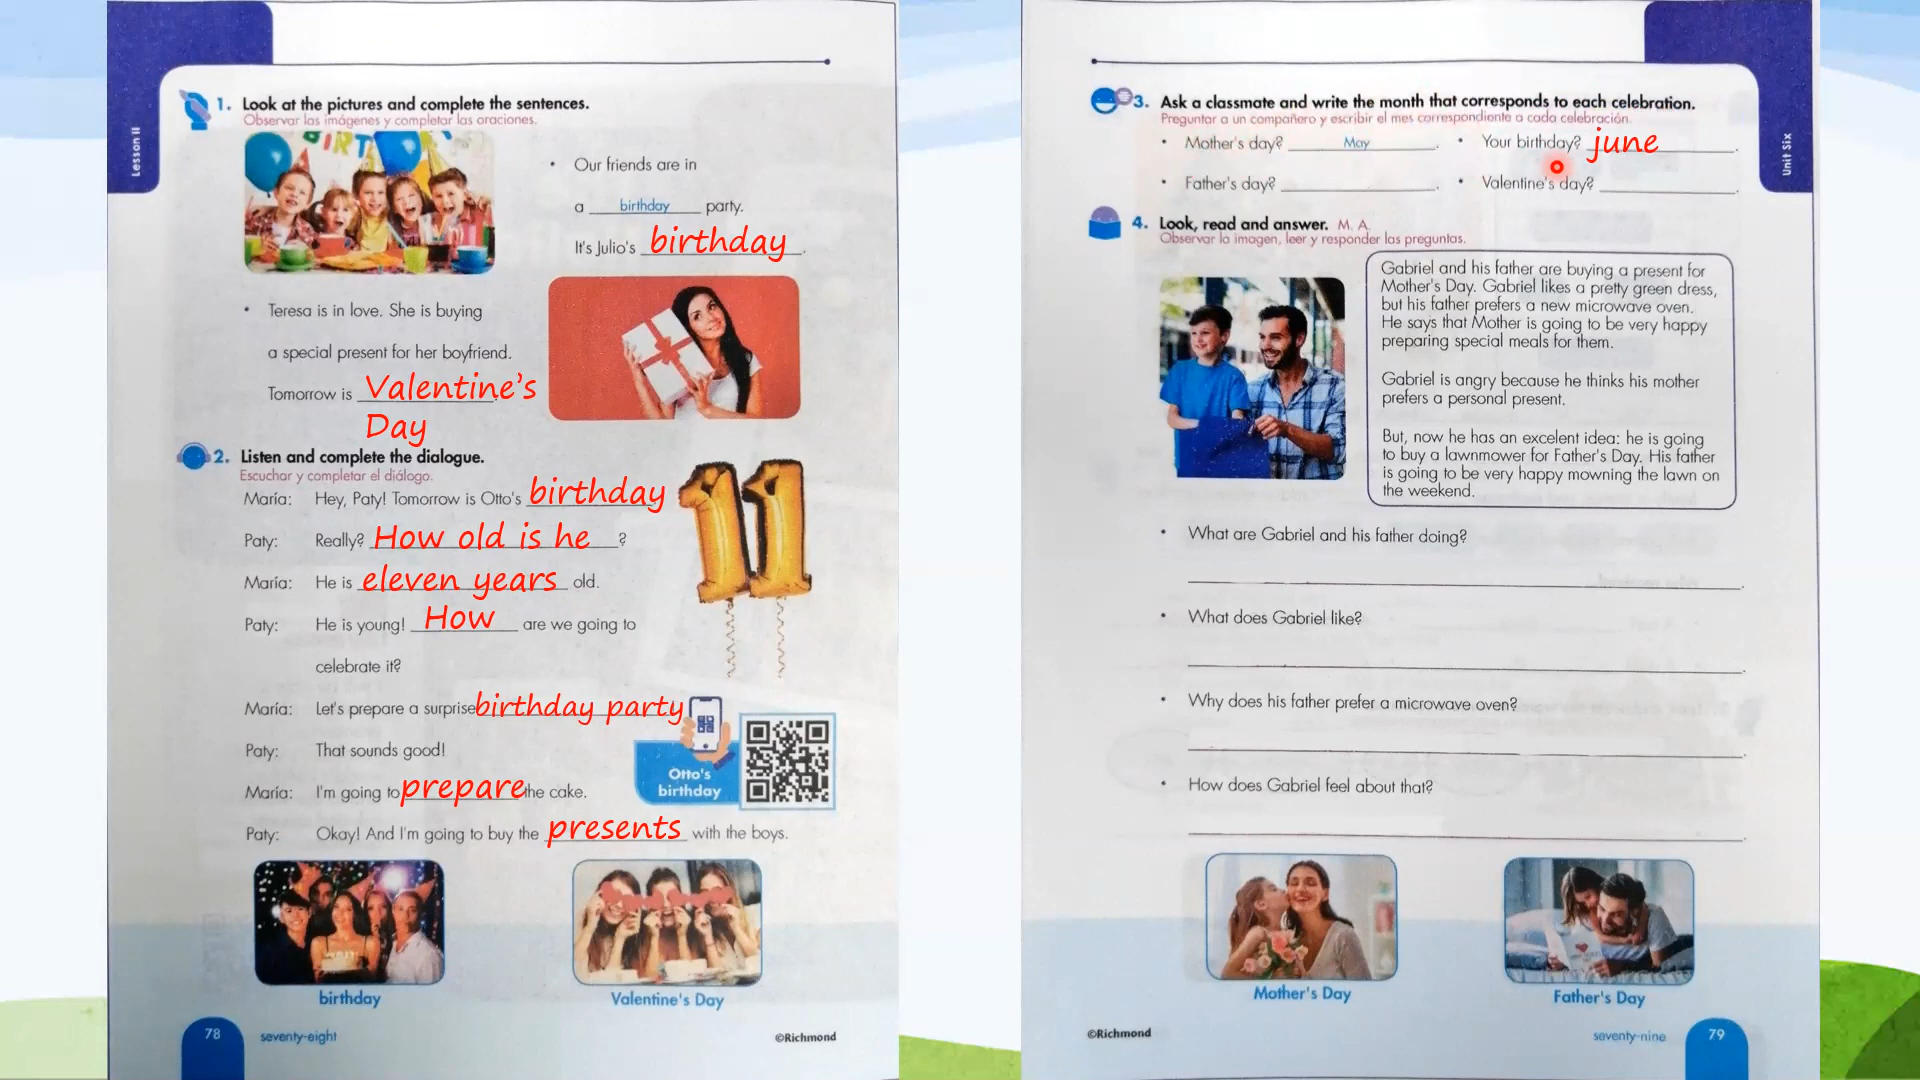 Lesson II
1. Look at the pictures and complete the sentences.
Observar las imágenes y completar las oraciones.
BIRT
• Our friends are in
a birthday party.
It's Julio's birthday.
• Teresa is in love. She is buying
a special present for her boyfriend.
Tomorrow is Valentine's
Day
2. Listen and complete the dialogue.
Escuchar y completar el diálogo.
María: Hey, Paty! Tomorrow is Otto's birthday
Paty: Really? How old is he ?
María: He is eleven years old.
Paty: He is young! How are we going to
celebrate it?
María: Let's prepare a surprise birthday party
Paty: That sounds good!
María: I'm going to prepare the cake.
Paty: Okay! And I'm going to buy the presents with the boys.
11
Otto's
birthday
birthday
Valentine's Day
78
seventy-eight
©Richmond
Unit Six
3. Ask a classmate and write the month that corresponds to each celebration.
Preguntar a un compañero y escribir el mes correspondiente a cada celebración.
• Mother's day? May. • Your birthday? june.
• Father's day? . • Valentine's day? .
4. Look, read and answer. M. A.
Observar la imagen, leer y responder las preguntas.
Gabriel and his father are buying a present for
Mother's Day. Gabriel likes a pretty green dress,
but his father prefers a new microwave oven.
He says that Mother is going to be very happy
preparing special meals for them.
Gabriel is angry because he thinks his mother
prefers a personal present.
But, now he has an excelent idea: he is going
to buy a lawnmower for Father's Day. His father
is going to be very happy mowning the lawn on
the weekend.
• What are Gabriel and his father doing?
• What does Gabriel like?
• Why does his father prefer a microwave oven?
• How does Gabriel feel about that?
Mother's Day
Father's Day
©Richmond
seventy-nine
79